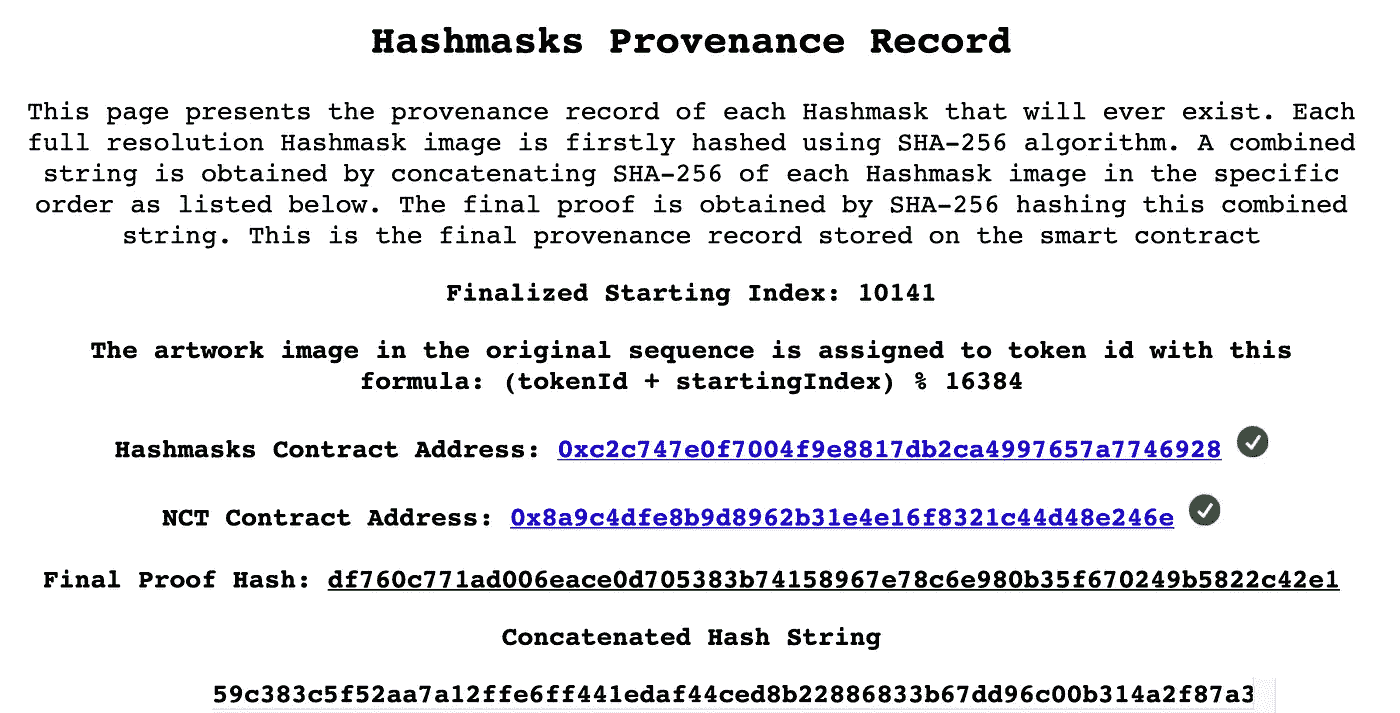 Hashmasks Provenance Record
This page presents the provenance record of each Hashmask that will ever exist. Each
full resolution Hashmask image is firstly hashed using SHA-256 algorithm. A combined
string is obtained by concatenating SHA-256 of each Hashmask image in the specific
order as listed below. The final proof is obtained by SHA-256 hashing this combined
string. This is the final provenance record stored on the smart contract
Finalized Starting Index: 10141
The artwork image in the original sequence is assigned to token id with this
formula: (tokenId + startingIndex) % 16384
Hashmasks Contract Address: 0xc2c747e0f7004f9e8817db2ca4997657a7746928
NCT Contract Address: 0x8a9c4dfe8b9d8962b31e4e16f8321c44d48e246e
Final Proof Hash: df760c771ad006eace0d705383b74158967e78c6e980b35f670249b5822c42e1
Concatenated Hash String
59c383c5f52aa7a12ffe6ff441edaf44ced8b22886833b67dd96c00b314a2f87a3